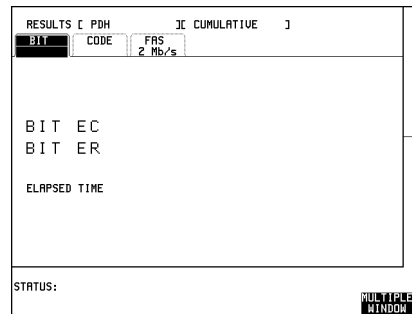 RESULTS [ PDH ][ CUMULATIVE ]
BIT CODE FAS
2 Mb/s
BIT EC
BIT ER
ELAPSED TIME
STATUS:
MULTIPLE
WINDOW